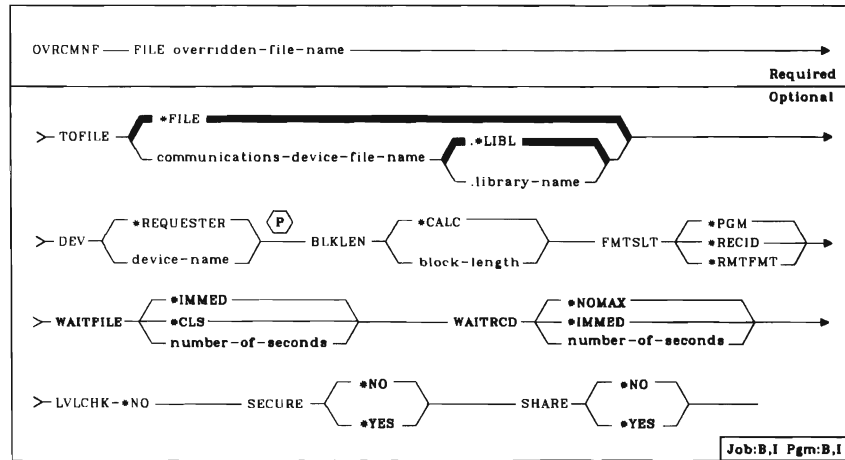 OVRCMNF FILE overridden-file-name
Required
Optional
*FILE
TOFILE
.*LIBL
communications-device-file-name
.library-name
*REQUESTER P *CALC *PGM
DEV BLKLEN FMTSLT *RECID
device-name block-length *RMTFMT
*IMMED *NOMAX
WAITFILE *CLS WAITRCD *IMMED
number-of-seconds number-of-seconds
*NO *NO
LVLCHK-*NO SECURE SHARE
*YES *YES
Job:B,I Pgm:B,I